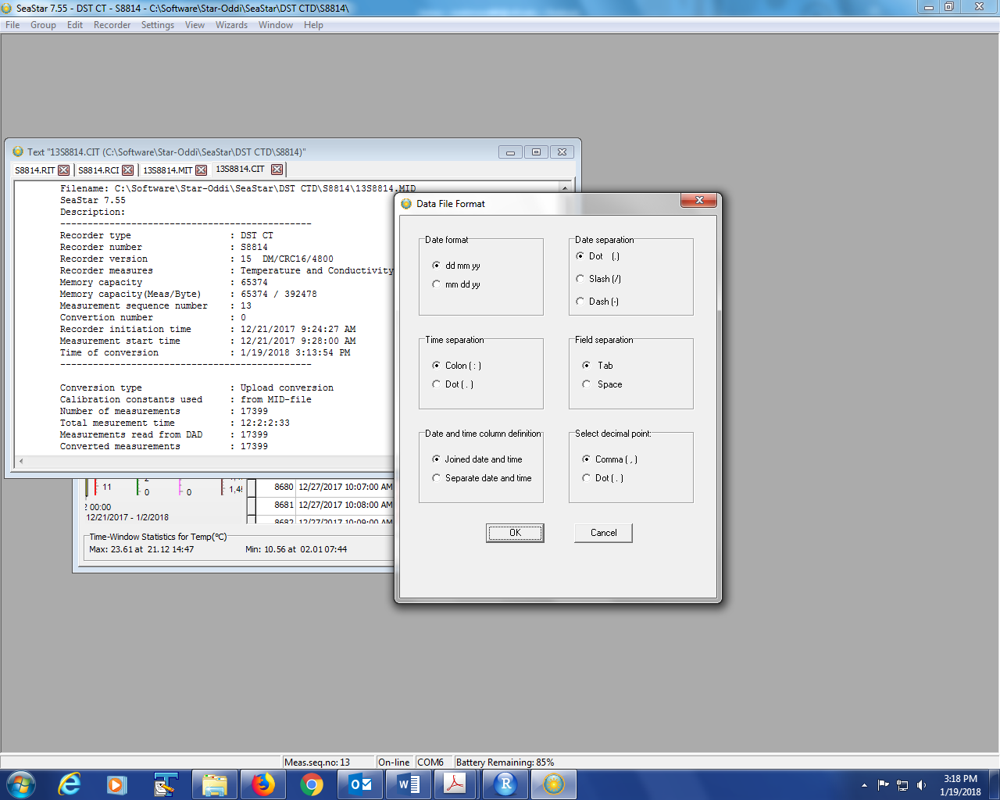 SeaStar 7.55 - DST CT - S8814 - C:\Software\Star-Oddi\SeaStar\DST CTD\S8814\
File Group Edit Recorder Settings View Wizards Window Help
Text "13S8814.CIT (C:\Software\Star-Oddi\SeaStar\DST CTD\S8814)"
S8814.RIT S8814.RCI 13S8814.MIT 13S8814.CIT
Filename: C:\Software\Star-Oddi\SeaStar\DST CTD\S8814\13S8814.MID
SeaStar 7.55
Description:
----------------------------------------------
Recorder type : DST CT
Recorder number : S8814
Recorder version : 15 DM/CRC16/4800
Recorder measures : Temperature and Conductivity
Memory capacity : 65374
Memory capacity(Meas/Byte) : 65374 / 392478
Measurement sequence number : 13
Convertion number : 0
Recorder initiation time : 12/21/2017 9:24:27 AM
Measurement start time : 12/21/2017 9:28:00 AM
Time of conversion : 1/19/2018 3:13:54 PM
----------------------------------------------
Conversion type : Upload conversion
Calibration constants used : from MID-file
Number of measurements : 17399
Total mesurement time : 12:2:2:33
Measurements read from DAD : 17399
Converted measurements : 17399
11 0 0 1,45
8680 12/27/2017 10:07:00 AM
8681 12/27/2017 10:08:00 AM
8682 12/27/2017 10:09:00 AM
2 00:00
12/21/2017 - 1/2/2018
Time-Window Statistics for Temp(°C)
Max: 23.61 at 21.12 14:47 Min: 10.56 at 02.01 07:44
Data File Format
Date format
dd mm yy
mm dd yy
Date separation
Dot (.)
Slash (/)
Dash (-)
Time separation
Colon ( : )
Dot ( . )
Field separation
Tab
Space
Date and time column definition
Joined date and time
Separate date and time
Select decimal point:
Comma ( , )
Dot ( . )
OK Cancel
Meas.seq.no: 13 On-line COM6 Battery Remaining: 85%
3:18 PM
1/19/2018